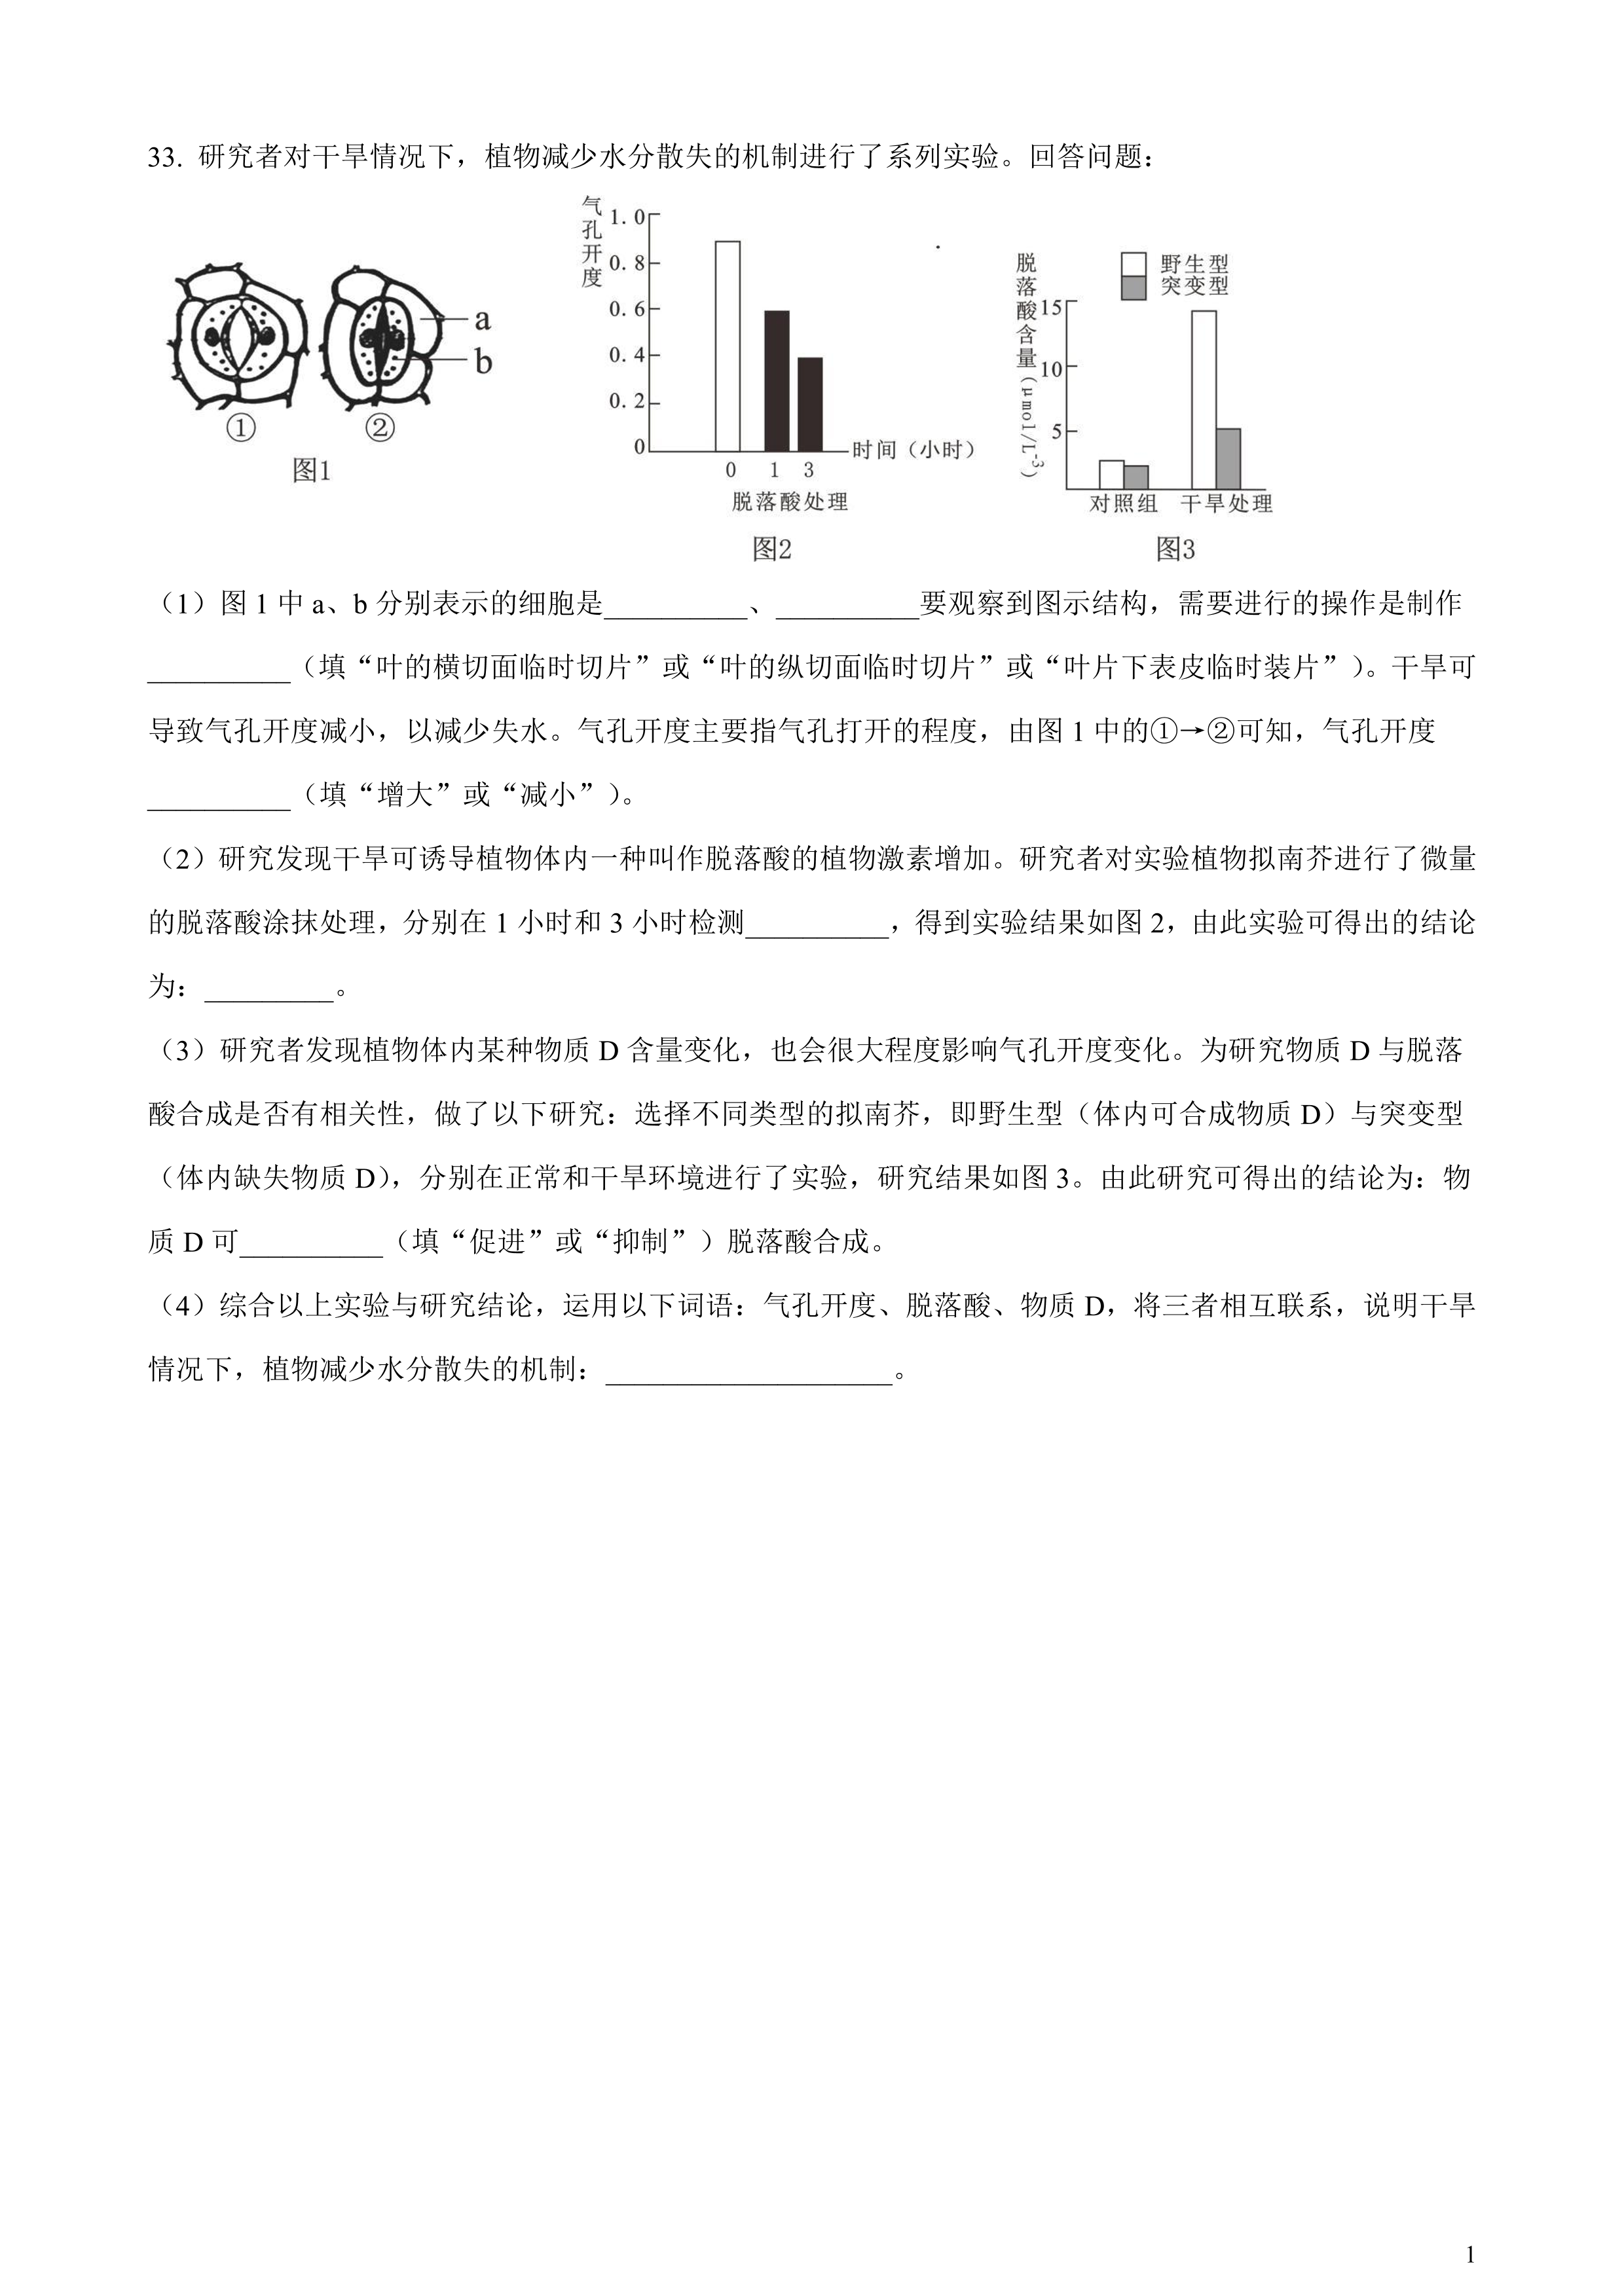 33. 研究者对干旱情况下，植物减少水分散失的机制进行了系列实验。回答问题：
a
b
①
②
图1
气孔开度
1.0
0.8
0.6
0.4
0.2
0
0 1 3
时间（小时）
脱落酸处理
图2
脱落酸含量（μmol/L⁻³）
野生型
突变型
15
10
5
对照组 干旱处理
图3
（1）图 1 中 a、b 分别表示的细胞是__________、__________要观察到图示结构，需要进行的操作是制作
__________（填“叶的横切面临时切片”或“叶的纵切面临时切片”或“叶片下表皮临时装片”）。干旱可
导致气孔开度减小，以减少失水。气孔开度主要指气孔打开的程度，由图 1 中的①→②可知，气孔开度
__________（填“增大”或“减小”）。
（2）研究发现干旱可诱导植物体内一种叫作脱落酸的植物激素增加。研究者对实验植物拟南芥进行了微量
的脱落酸涂抹处理，分别在 1 小时和 3 小时检测__________，得到实验结果如图 2，由此实验可得出的结论
为：_________。
（3）研究者发现植物体内某种物质 D 含量变化，也会很大程度影响气孔开度变化。为研究物质 D 与脱落
酸合成是否有相关性，做了以下研究：选择不同类型的拟南芥，即野生型（体内可合成物质 D）与突变型
（体内缺失物质 D），分别在正常和干旱环境进行了实验，研究结果如图 3。由此研究可得出的结论为：物
质 D 可__________（填“促进”或“抑制”）脱落酸合成。
（4）综合以上实验与研究结论，运用以下词语：气孔开度、脱落酸、物质 D，将三者相互联系，说明干旱
情况下，植物减少水分散失的机制：____________________。
1